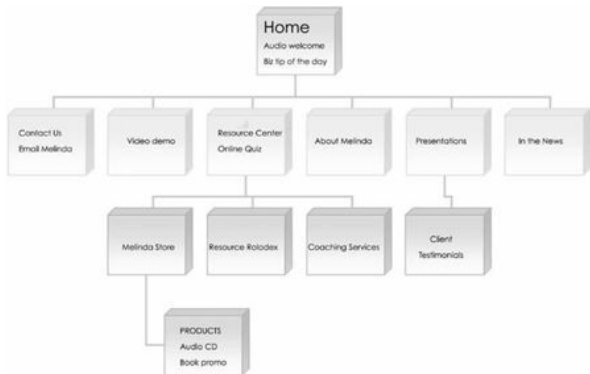 Home
Audio welcome
Biz tip of the day
Contact Us
Email Melinda
Video demo
Resource Center
Online Quiz
About Melinda
Presentations
In the News
Melinda Store
Resource Rolodex
Coaching Services
Client
Testimonials
PRODUCTS
Audio CD
Book promo